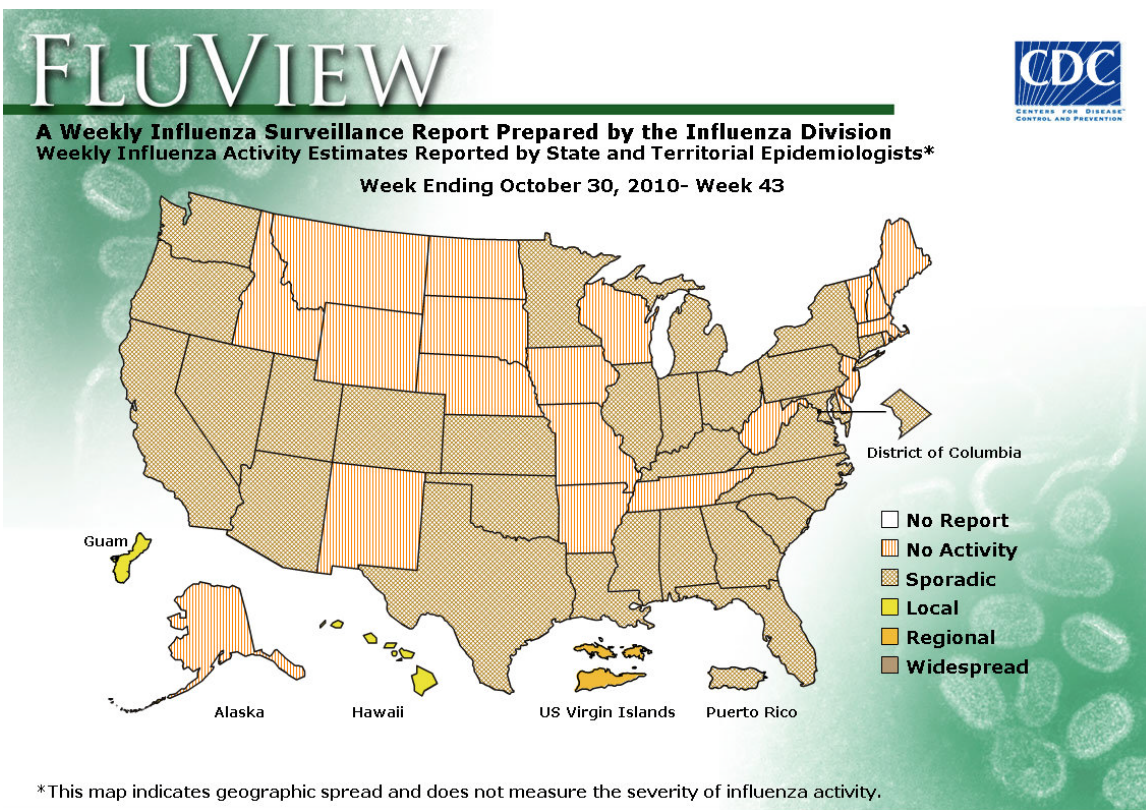 FLUVIEW
CDC
CENTERS FOR DISEASE™
CONTROL AND PREVENTION
A Weekly Influenza Surveillance Report Prepared by the Influenza Division
Weekly Influenza Activity Estimates Reported by State and Territorial Epidemiologists*
Week Ending October 30, 2010- Week 43
District of Columbia
No Report
Guam
No Activity
Sporadic
Local
Regional
Widespread
Alaska
Hawaii
US Virgin Islands
Puerto Rico
*This map indicates geographic spread and does not measure the severity of influenza activity.